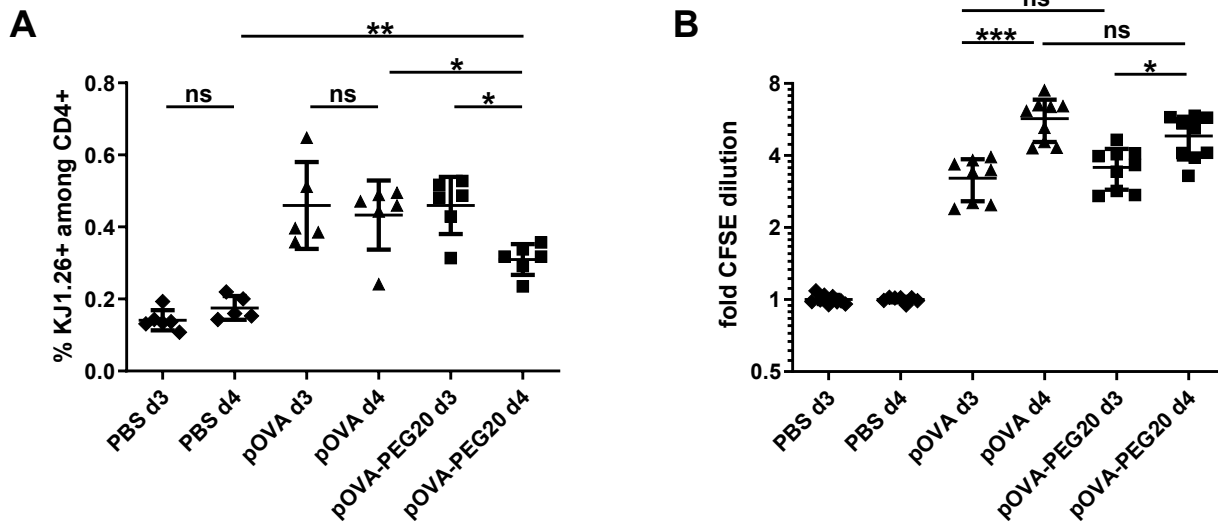 A
**
*
ns
ns
*
% KJ1.26+ among CD4+
0.8
0.6
0.4
0.2
0.0
PBS d3
PBS d4
pOVA d3
pOVA d4
pOVA-PEG20 d3
pOVA-PEG20 d4
B
ns
***
ns
*
fold CFSE dilution
8
4
2
1
0.5
PBS d3
PBS d4
pOVA d3
pOVA d4
pOVA-PEG20 d3
pOVA-PEG20 d4